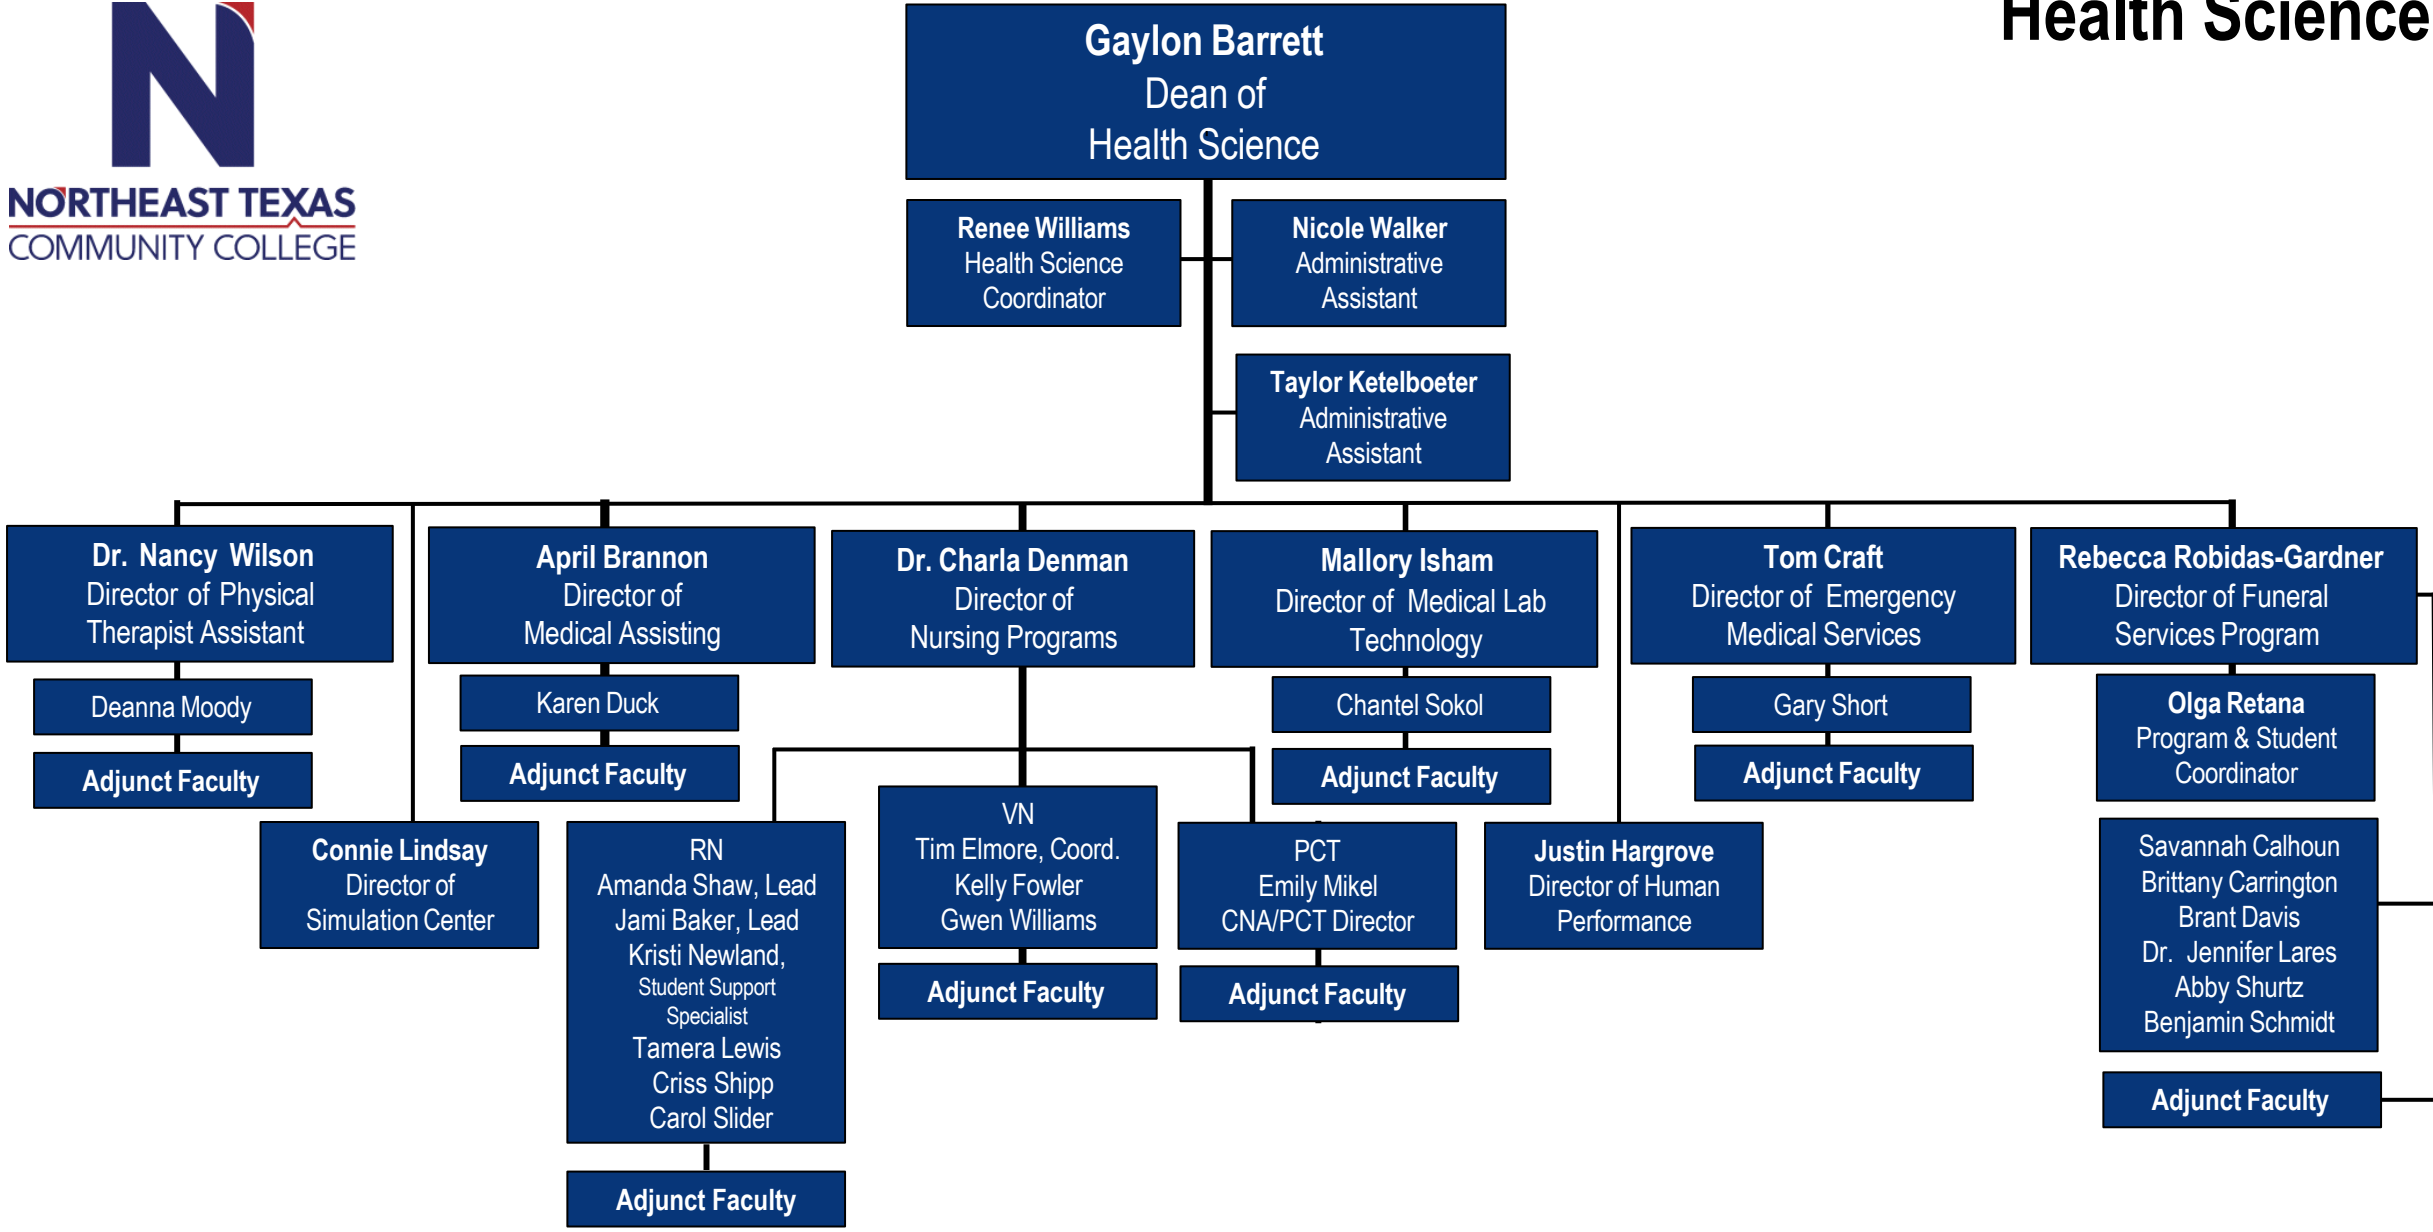 Health Science
NORTHEAST TEXAS
COMMUNITY COLLEGE
Gaylon Barrett
Dean of
Health Science
Renee Williams
Health Science
Coordinator
Nicole Walker
Administrative
Assistant
Taylor Ketelboeter
Administrative
Assistant
Dr. Nancy Wilson
Director of Physical
Therapist Assistant
Deanna Moody
Adjunct Faculty
Connie Lindsay
Director of
Simulation Center
April Brannon
Director of
Medical Assisting
Karen Duck
Adjunct Faculty
Dr. Charla Denman
Director of
Nursing Programs
RN
Amanda Shaw, Lead
Jami Baker, Lead
Kristi Newland,
Student Support
Specialist
Tamera Lewis
Criss Shipp
Carol Slider
Adjunct Faculty
VN
Tim Elmore, Coord.
Kelly Fowler
Gwen Williams
Adjunct Faculty
PCT
Emily Mikel
CNA/PCT Director
Adjunct Faculty
Mallory Isham
Director of Medical Lab
Technology
Chantel Sokol
Adjunct Faculty
Justin Hargrove
Director of Human
Performance
Tom Craft
Director of Emergency
Medical Services
Gary Short
Adjunct Faculty
Rebecca Robidas-Gardner
Director of Funeral
Services Program
Olga Retana
Program & Student
Coordinator
Savannah Calhoun
Brittany Carrington
Brant Davis
Dr. Jennifer Lares
Abby Shurtz
Benjamin Schmidt
Adjunct Faculty